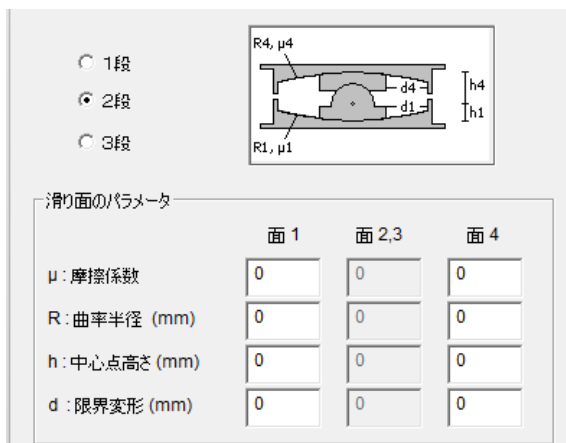 1段
2段
3段
R4, μ4
d4
h4
d1
h1
R1, μ1
滑り面のパラメータ
面 1 面 2,3 面 4
μ : 摩擦係数 0 0 0
R : 曲率半径 (mm) 0 0 0
h : 中心点高さ (mm) 0 0 0
d : 限界変形 (mm) 0 0 0